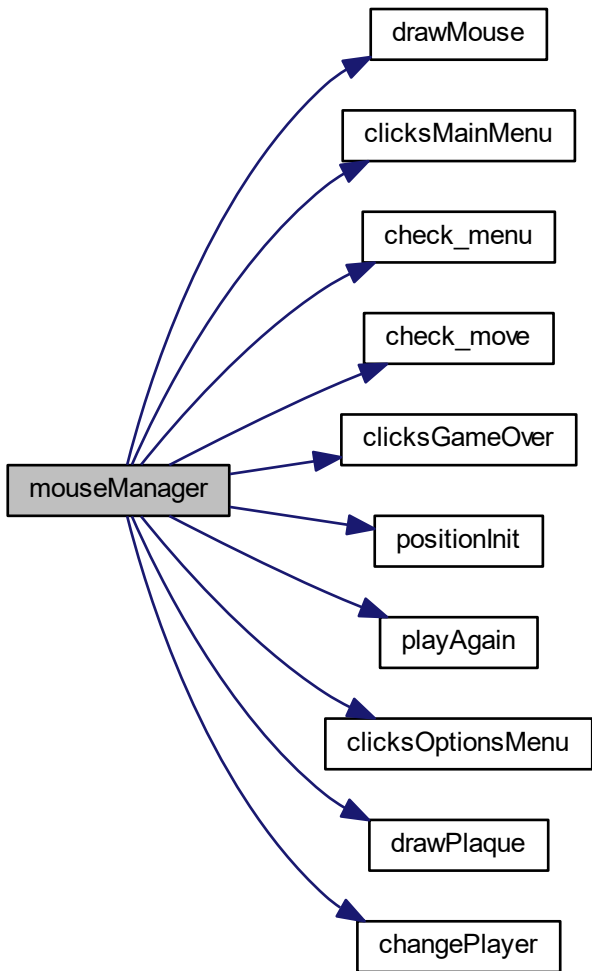 drawMouse
clicksMainMenu
check_menu
check_move
clicksGameOver
mouseManager
positionInit
playAgain
clicksOptionsMenu
drawPlaque
changePlayer